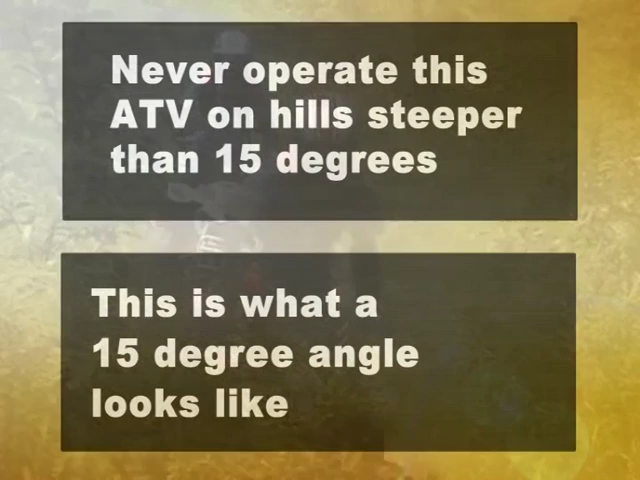 Never operate this
ATV on hills steeper
than 15 degrees
This is what a
15 degree angle
looks like